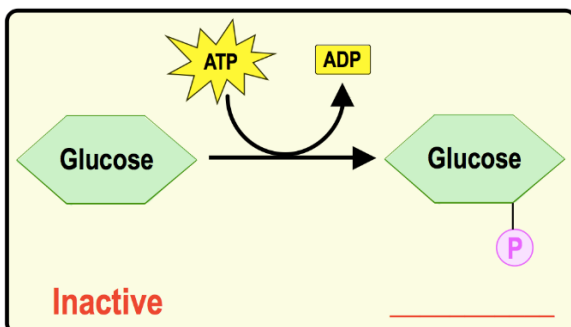 ATP
ADP
Glucose
Glucose
P
Inactive